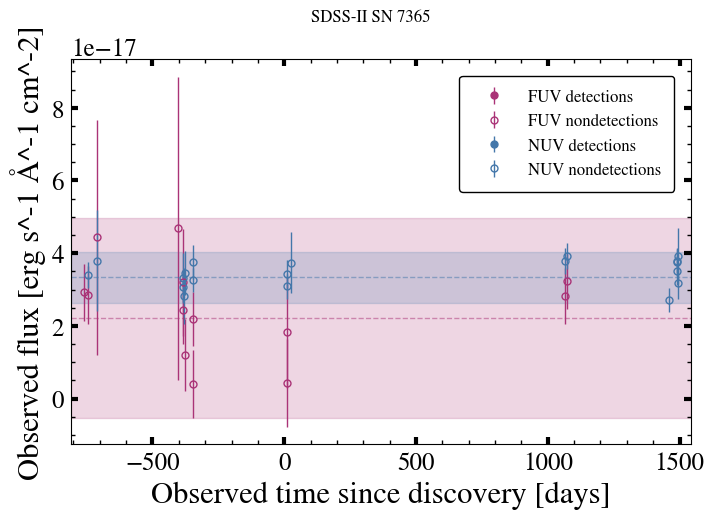 SDSS-II SN 7365
1e−17
Observed flux [erg s^-1 Å^-1 cm^-2]
8
6
4
2
0
FUV detections
FUV nondetections
NUV detections
NUV nondetections
−500 0 500 1000 1500
Observed time since discovery [days]